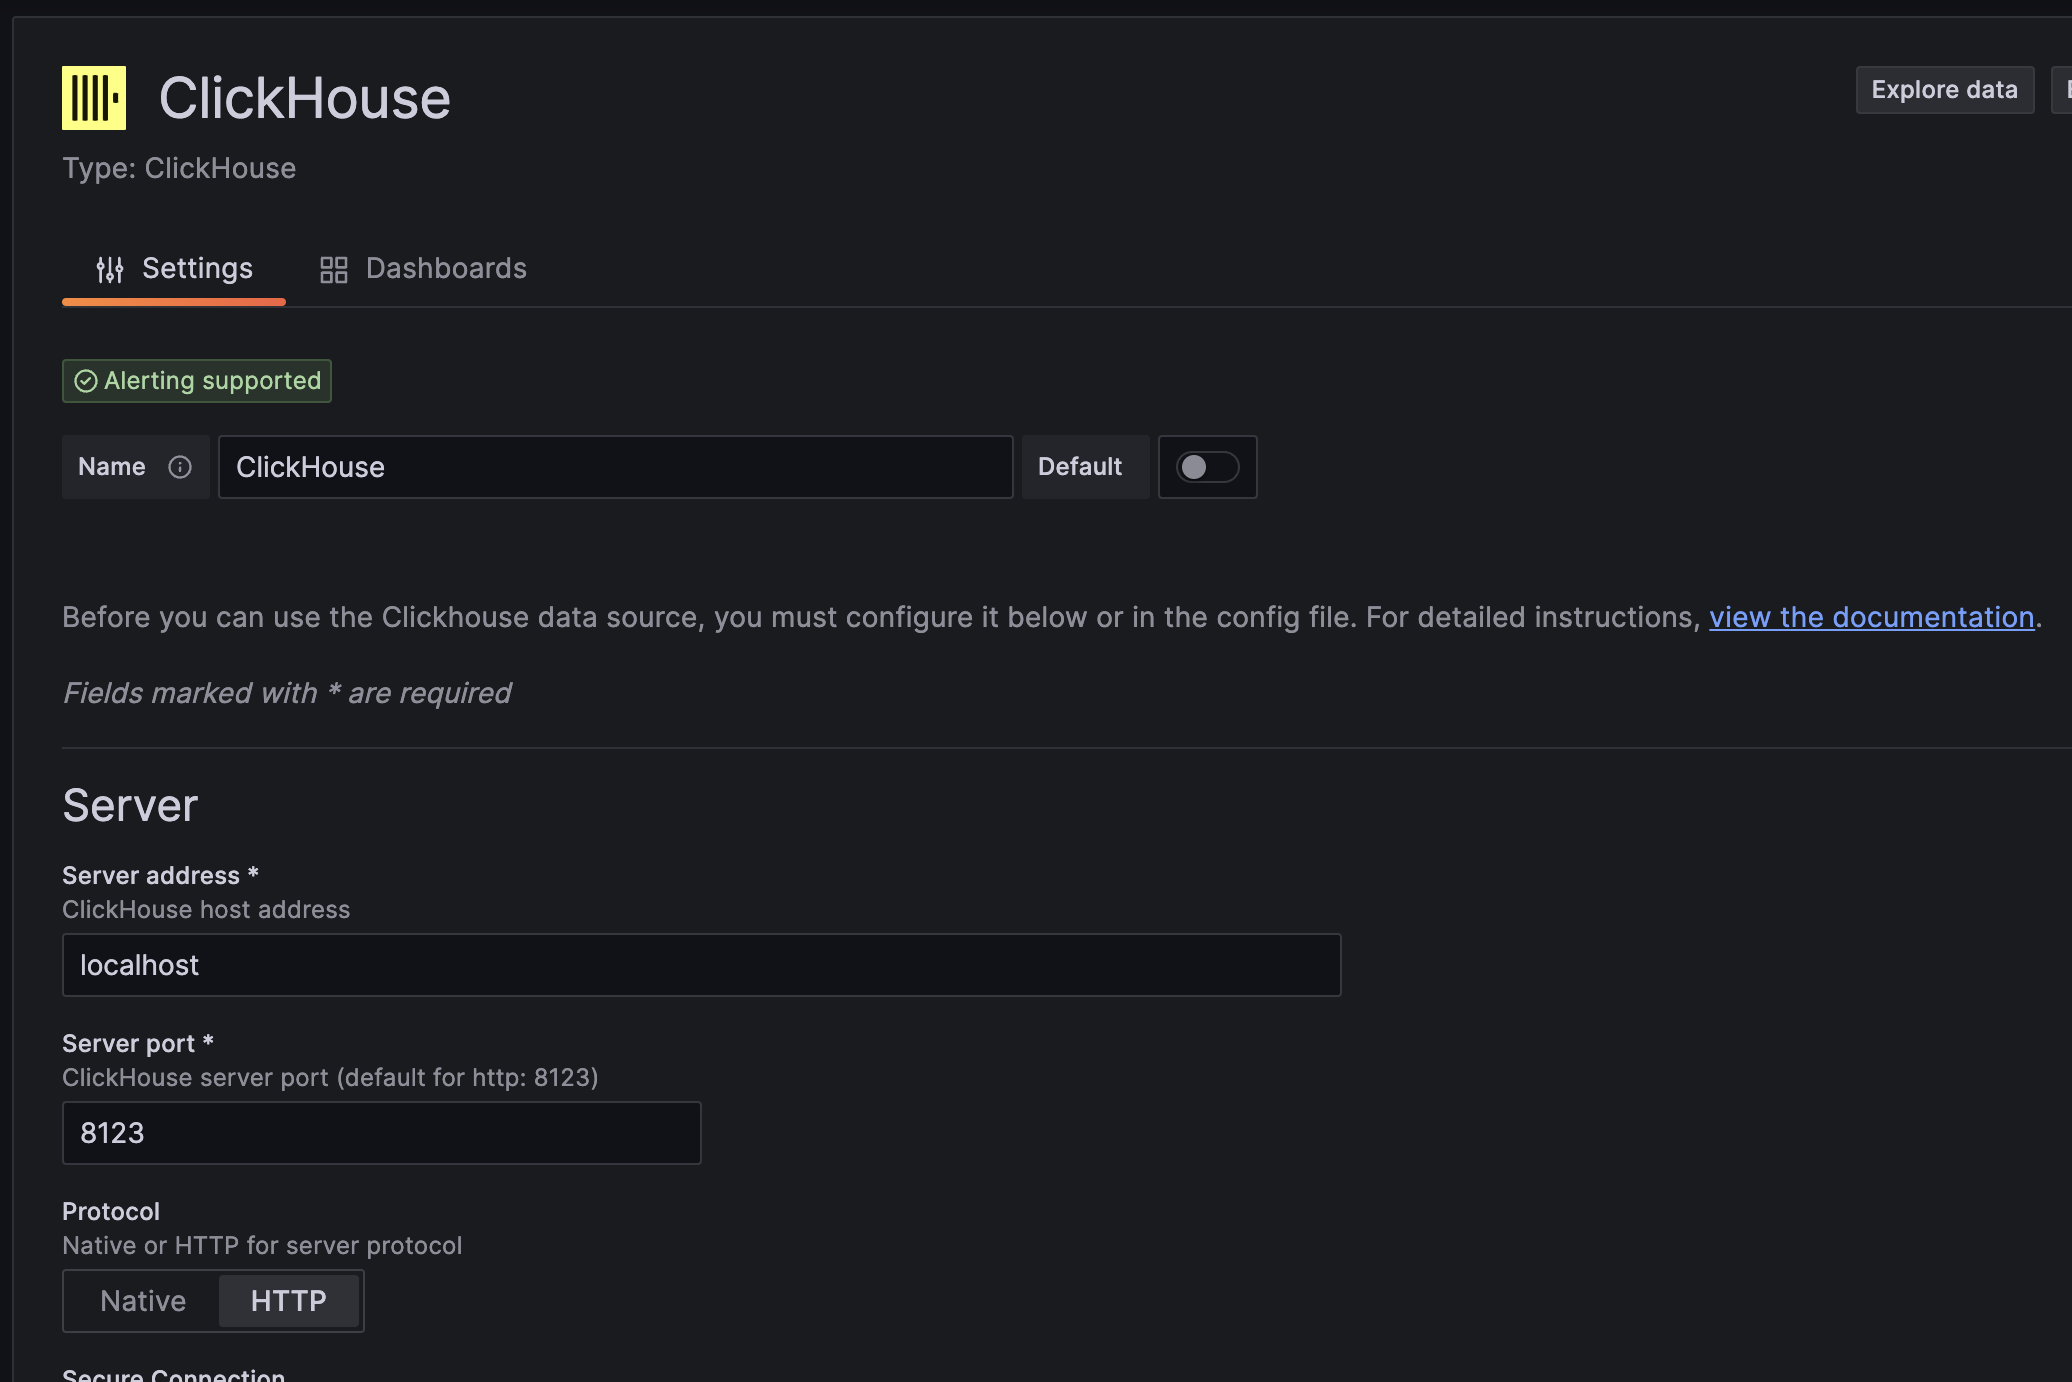 ClickHouse
Explore data
Type: ClickHouse
Settings
Dashboards
Alerting supported
Name
ClickHouse
Default
Before you can use the Clickhouse data source, you must configure it below or in the config file. For detailed instructions, view the documentation.
Fields marked with * are required
Server
Server address *
ClickHouse host address
localhost
Server port *
ClickHouse server port (default for http: 8123)
8123
Protocol
Native or HTTP for server protocol
Native
HTTP
Secure Connection